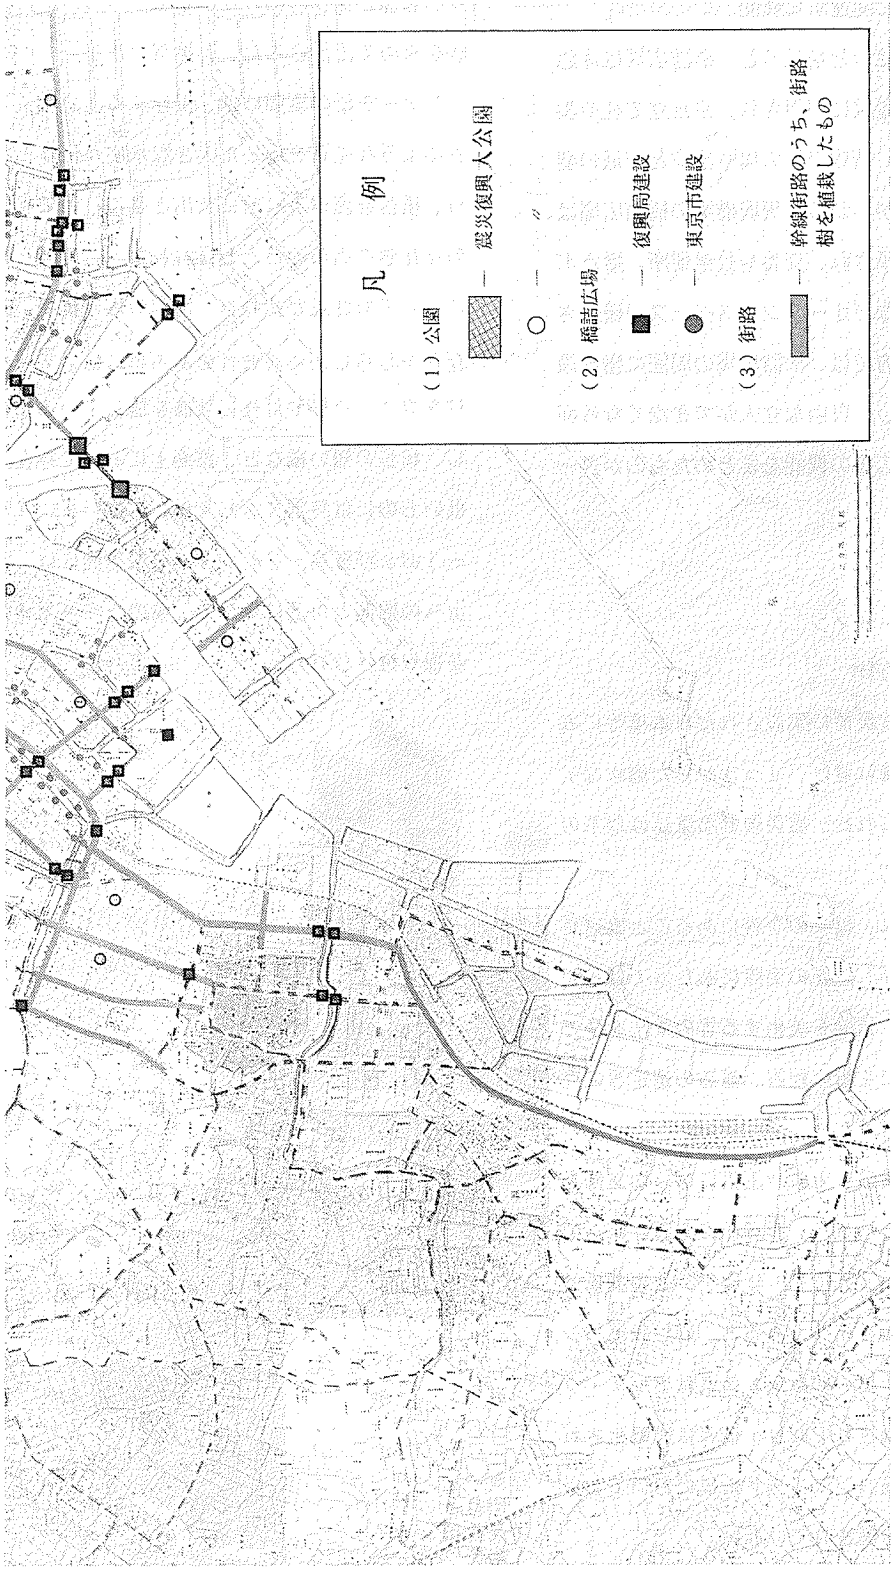 凡 例
(1) 公園
— 震災復興大公園
— 〃
(2) 橋詰広場
— 復興局建設
— 東京市建設
(3) 街路
— 幹線街路のうち、街路
樹を植栽したもの